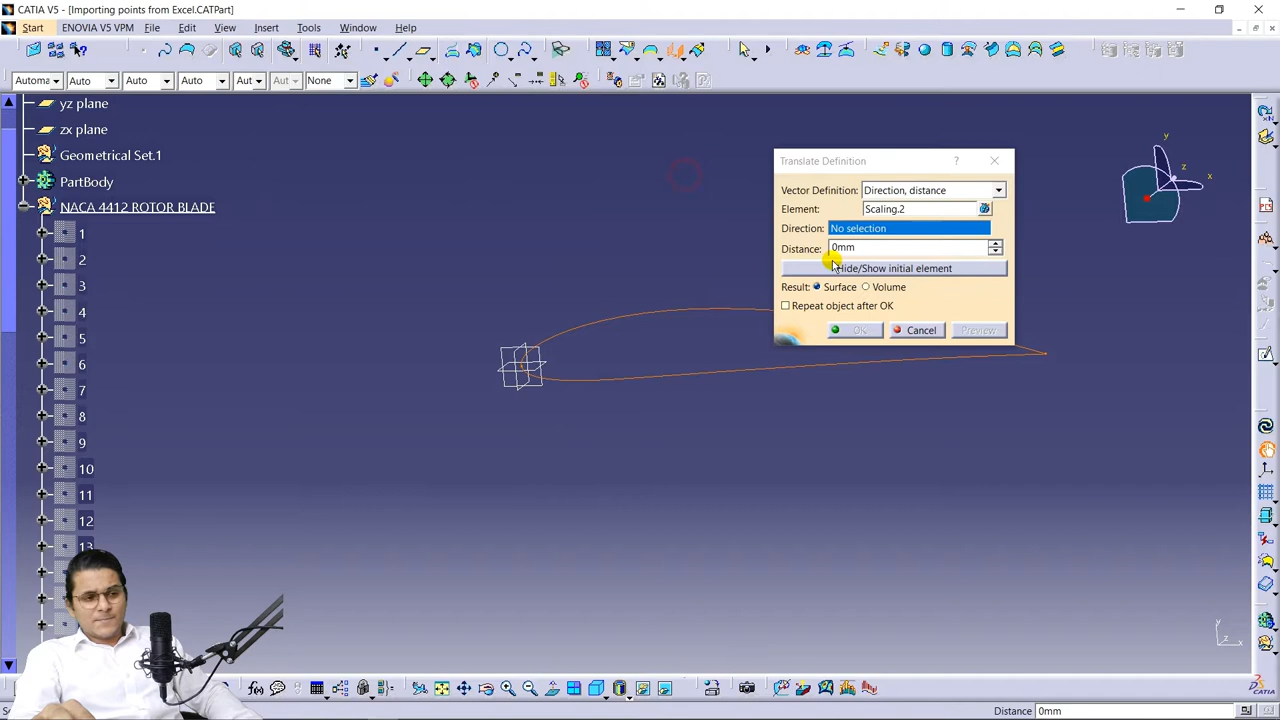 CATIA V5 - [Importing points from Excel.CATPart]
Start ENOVIA V5 VPM File Edit View Insert Tools Window Help
Automa Auto Auto Auto Aut Aut None
yz plane
zx plane
Geometrical Set.1
PartBody
NACA 4412 ROTOR BLADE
1
2
3
4
5
6
7
8
9
10
11
12
13
Translate Definition ?
Vector Definition: Direction, distance
Element: Scaling.2
Direction: No selection
Distance: 0mm
Hide/Show initial element
Result: Surface Volume
Repeat object after OK
Ok Cancel Preview
y
z
x
y
z x
CATIA
Distance 0mm